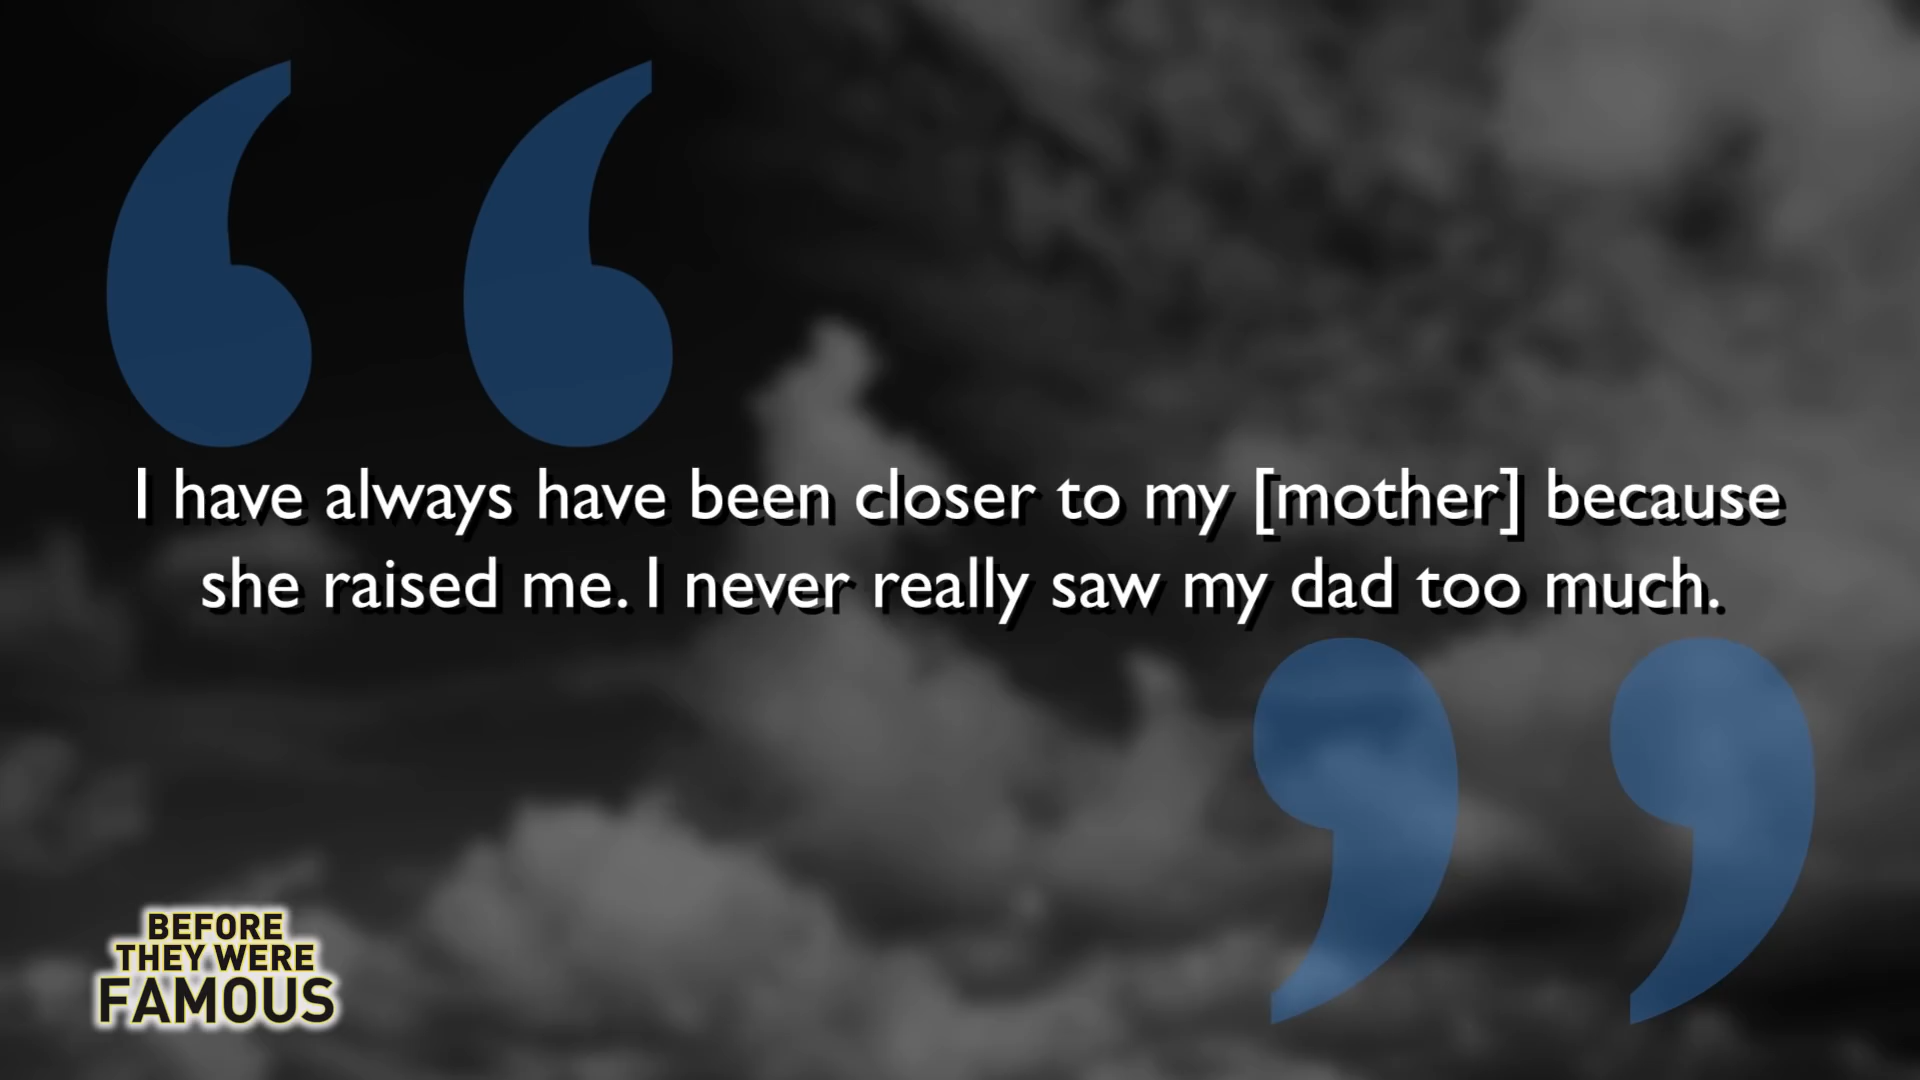 I have always have been closer to my [mother] because
she raised me. I never really saw my dad too much.
BEFORE
THEY WERE
FAMOUS